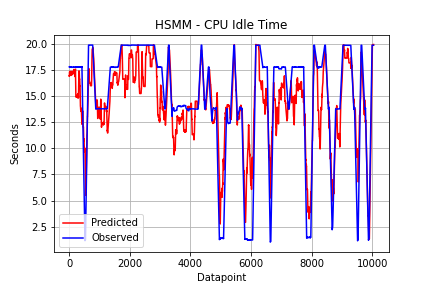 HSMM - CPU Idle Time
20.0
17.5
15.0
12.5
10.0
7.5
5.0
2.5
Seconds
Predicted
Observed
0 2000 4000 6000 8000 10000
Datapoint